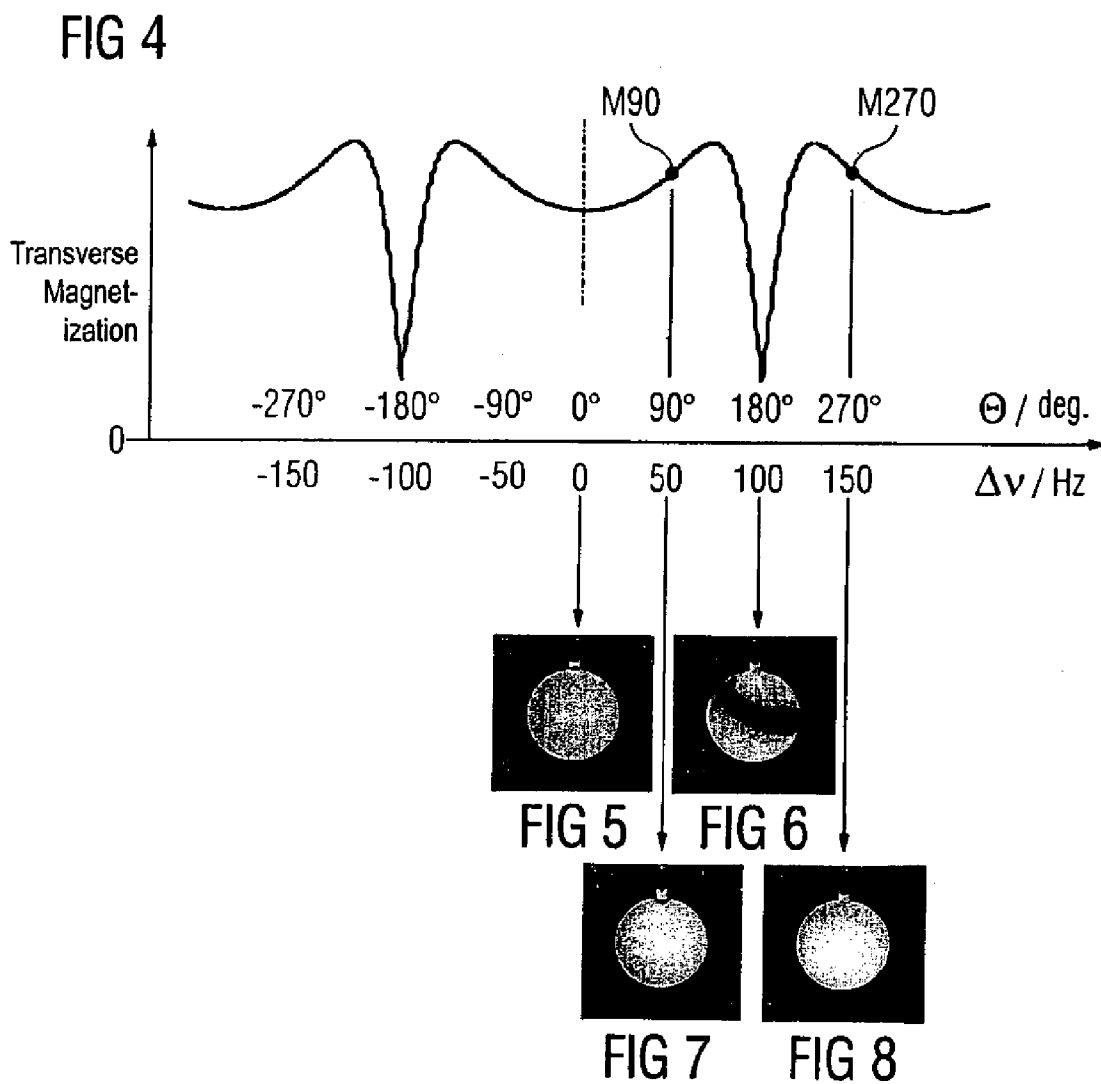 FIG 4
M90 M270
Transverse
Magnet-
ization
-270° -180° -90° 0° 90° 180° 270° Θ / deg.
0
-150 -100 -50 0 50 100 150 Δν / Hz
FIG 5 FIG 6
FIG 7 FIG 8